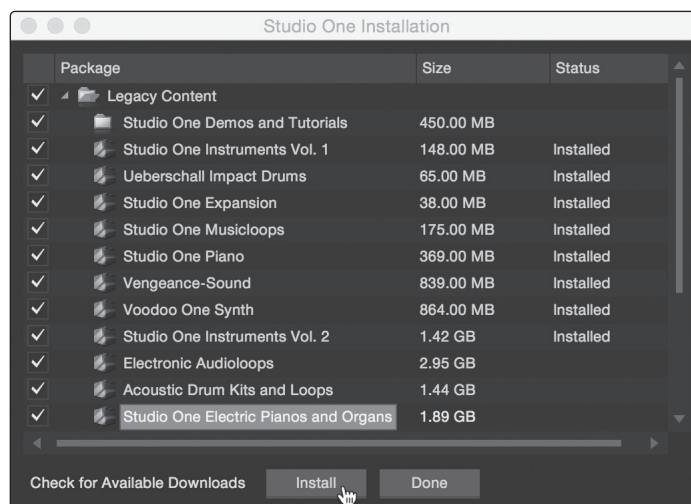 Studio One Installation
Package Size Status
Legacy Content
Studio One Demos and Tutorials 450.00 MB
Studio One Instruments Vol. 1 148.00 MB Installed
Ueberschall Impact Drums 65.00 MB Installed
Studio One Expansion 38.00 MB Installed
Studio One Musicloops 175.00 MB Installed
Studio One Piano 369.00 MB Installed
Vengeance-Sound 839.00 MB Installed
Voodoo One Synth 864.00 MB Installed
Studio One Instruments Vol. 2 1.42 GB Installed
Electronic Audioloops 2.95 GB
Acoustic Drum Kits and Loops 1.44 GB
Studio One Electric Pianos and Organs 1.89 GB
Check for Available Downloads Install Done